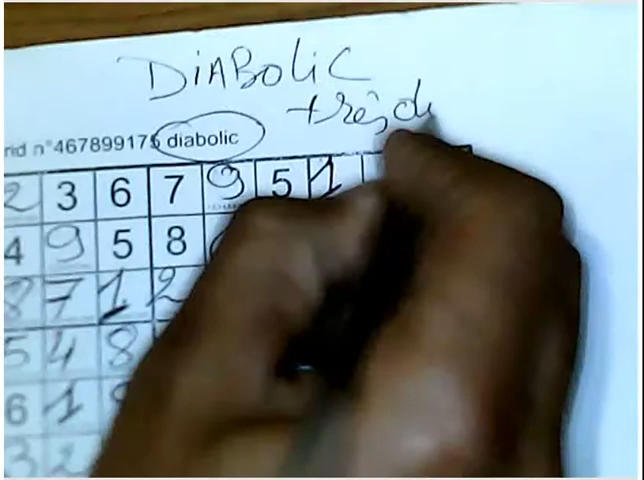 DiABoliC
très,
rid n°467899175 diabolic
2 3 6 7 9 5 1
4 9 5 8
8 7 1 2
5 4 8
6 1
3 2